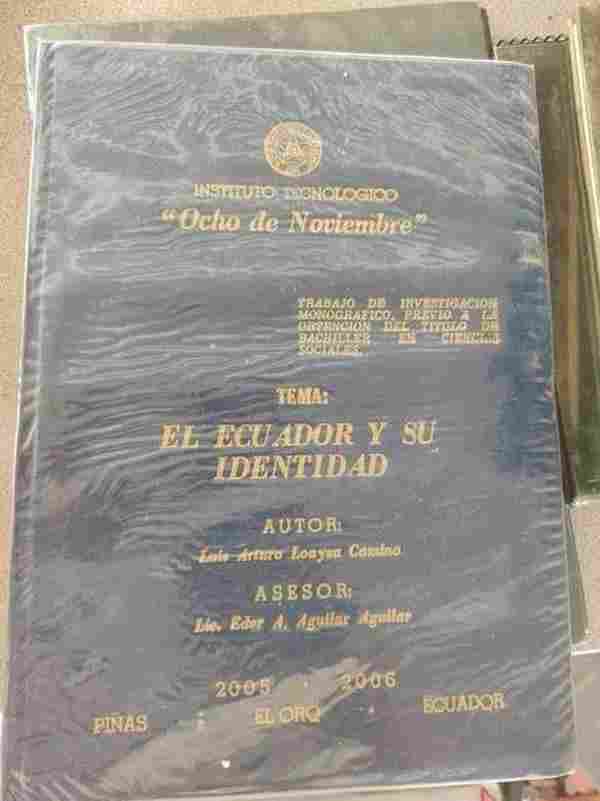 INSTITUTO TECNOLOGICO
"Ocho de Noviembre"
TRABAJO DE INVESTIGACION
MONOGRAFICO, PREVIO A LA
OBTENCION DEL TITULO DE
BACHILLER EN CIENCIAS
SOCIALES.
TEMA:
EL ECUADOR Y SU
IDENTIDAD
AUTOR:
Luis Arturo Loaysa
ASESOR:
Lic. Eder A. Aguilar Aguilar
2005 - 2006
PIÑAS - EL ORO - ECUADOR